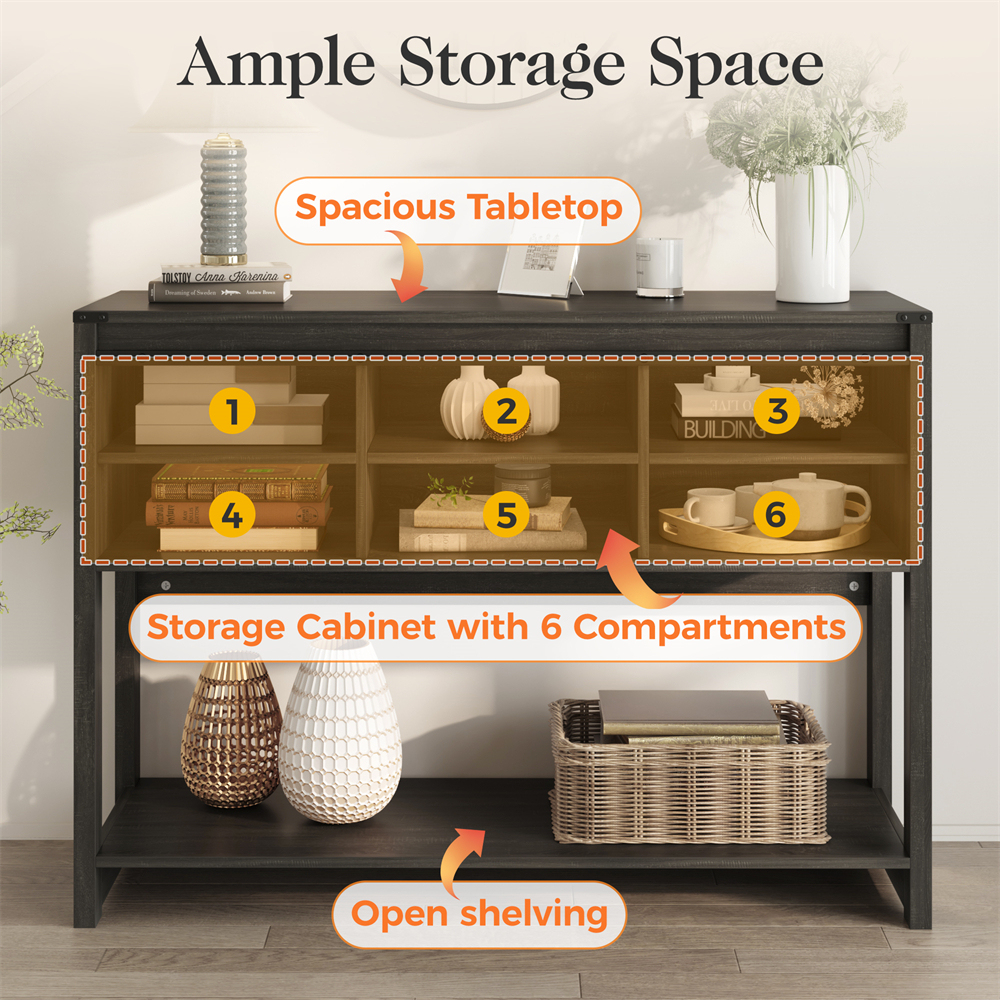 Ample Storage Space
Spacious Tabletop
TOLSTOY Anna Karenina
Dreaming of Sweden Andrew Brown
1
2
3
BUILDING
4
5
6
Storage Cabinet with 6 Compartments
Open shelving